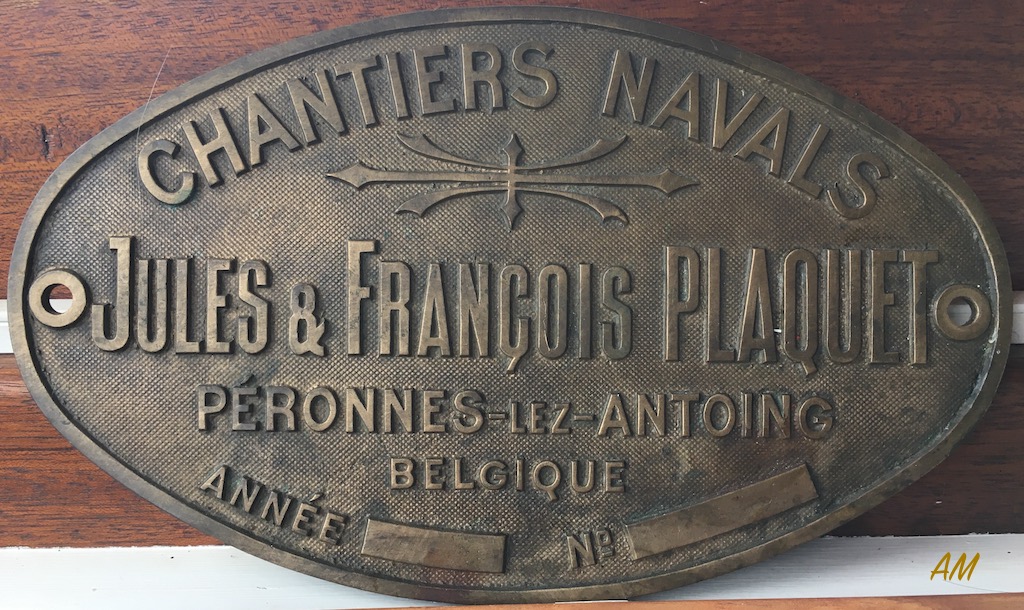 CHANTIERS NAVALS
JULES & FRANÇOIS PLAQUET
PÉRONNES-LEZ-ANTOING
BELGIQUE
ANNÉE Nº
AM